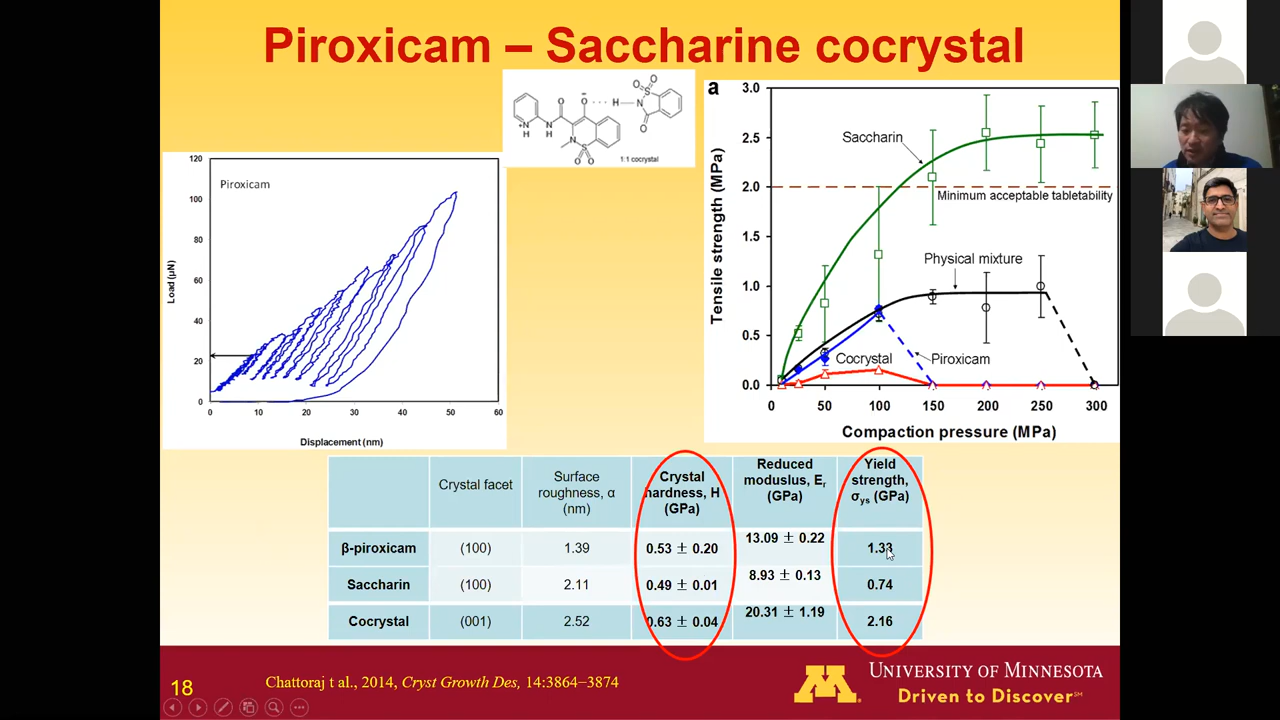 Piroxicam – Saccharine cocrystal
1:1 cocrystal
Piroxicam
120
100
80
60
40
20
0
Load (µN)
0 10 20 30 40 50 60
Displacement (nm)
a
3.0
2.5
2.0
1.5
1.0
0.5
0.0
Tensile strength (MPa)
Saccharin
Minimum acceptable tabletability
Physical mixture
Cocrystal
Piroxicam
0 50 100 150 200 250 300
Compaction pressure (MPa)
Crystal facet
Surface
roughness, α
(nm)
Crystal
hardness, H
(GPa)
Reduced
moduslus, Er
(GPa)
Yield
strength,
σys (GPa)
β-piroxicam (100) 1.39 0.53 ± 0.20 13.09 ± 0.22 1.33
Saccharin (100) 2.11 0.49 ± 0.01 8.93 ± 0.13 0.74
Cocrystal (001) 2.52 0.63 ± 0.04 20.31 ± 1.19 2.16
18
Chattoraj t al., 2014, Cryst Growth Des, 14:3864–3874
M
UNIVERSITY OF MINNESOTA
Driven to Discover℠